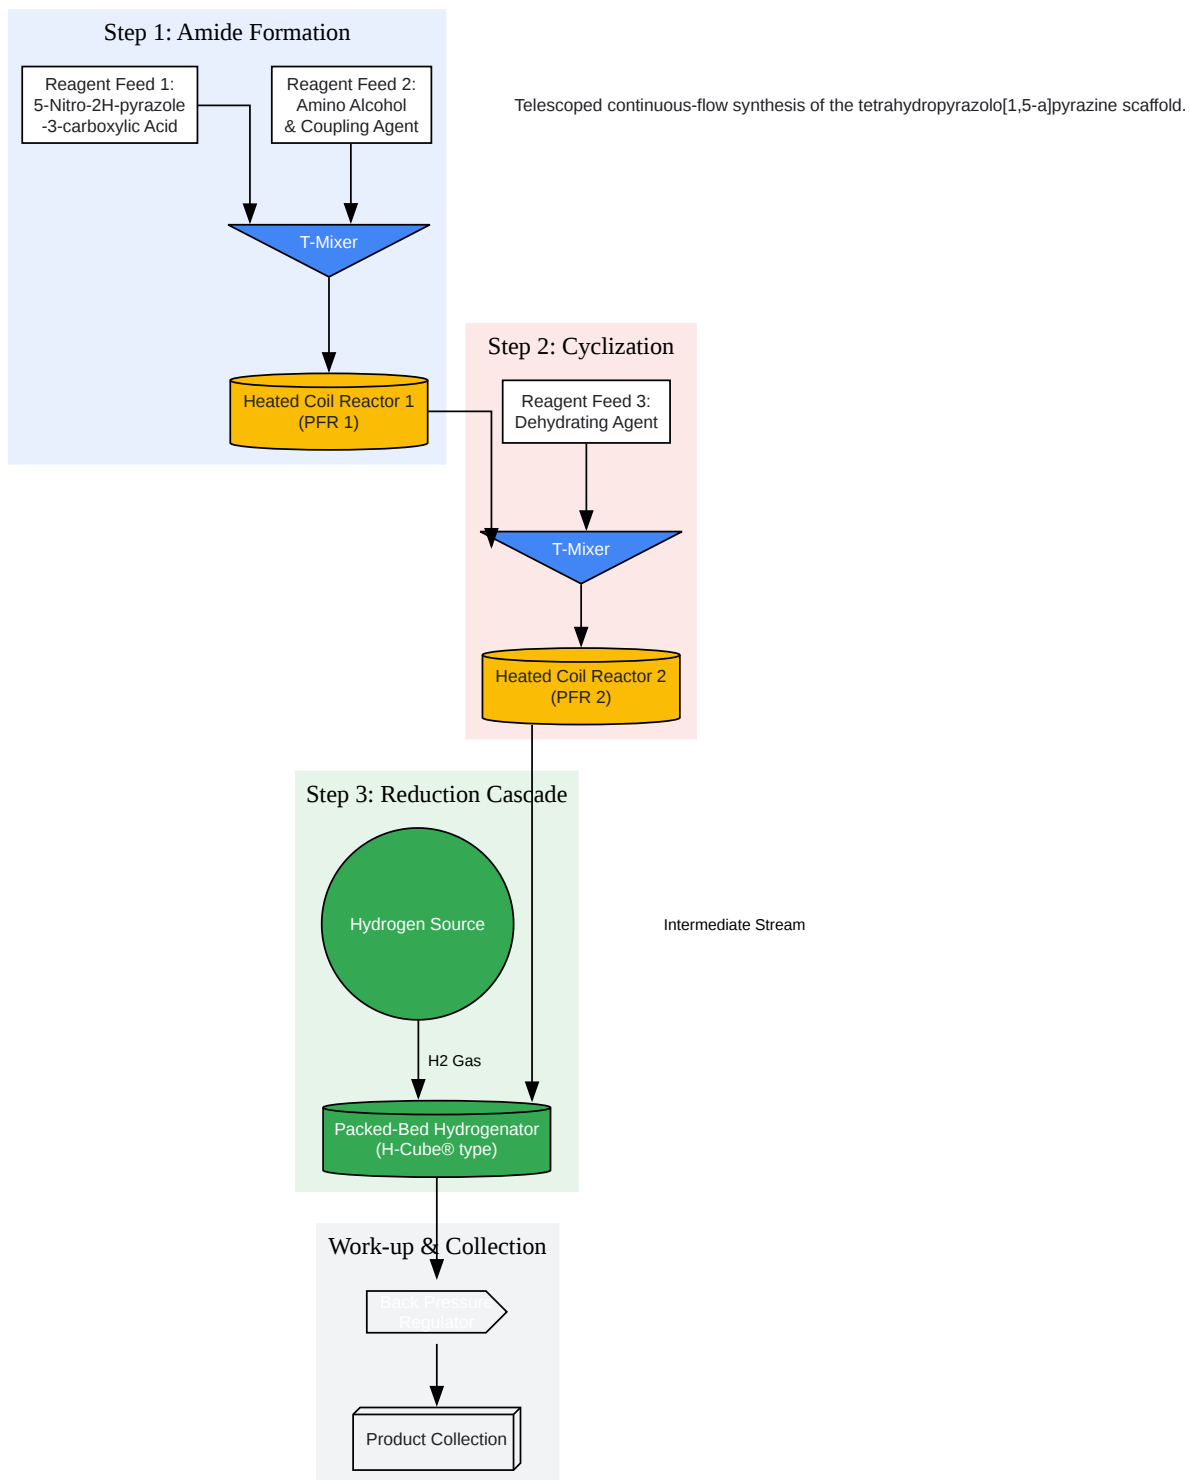 Step 1: Amide Formation
Reagent Feed 1:
5-Nitro-2H-pyrazole
-3-carboxylic Acid
Reagent Feed 2:
Amino Alcohol
& Coupling Agent
Telescoped continuous-flow synthesis of the tetrahydropyrazolo[1,5-a]pyrazine scaffold.
T-Mixer
Heated Coil Reactor 1
(PFR 1)
Step 2: Cyclization
Reagent Feed 3:
Dehydrating Agent
T-Mixer
Heated Coil Reactor 2
(PFR 2)
Step 3: Reduction Cascade
Hydrogen Source
Intermediate Stream
H2 Gas
Packed-Bed Hydrogenator
(H-Cube® type)
Work-up & Collection
Back Pressure
Regulator
Product Collection